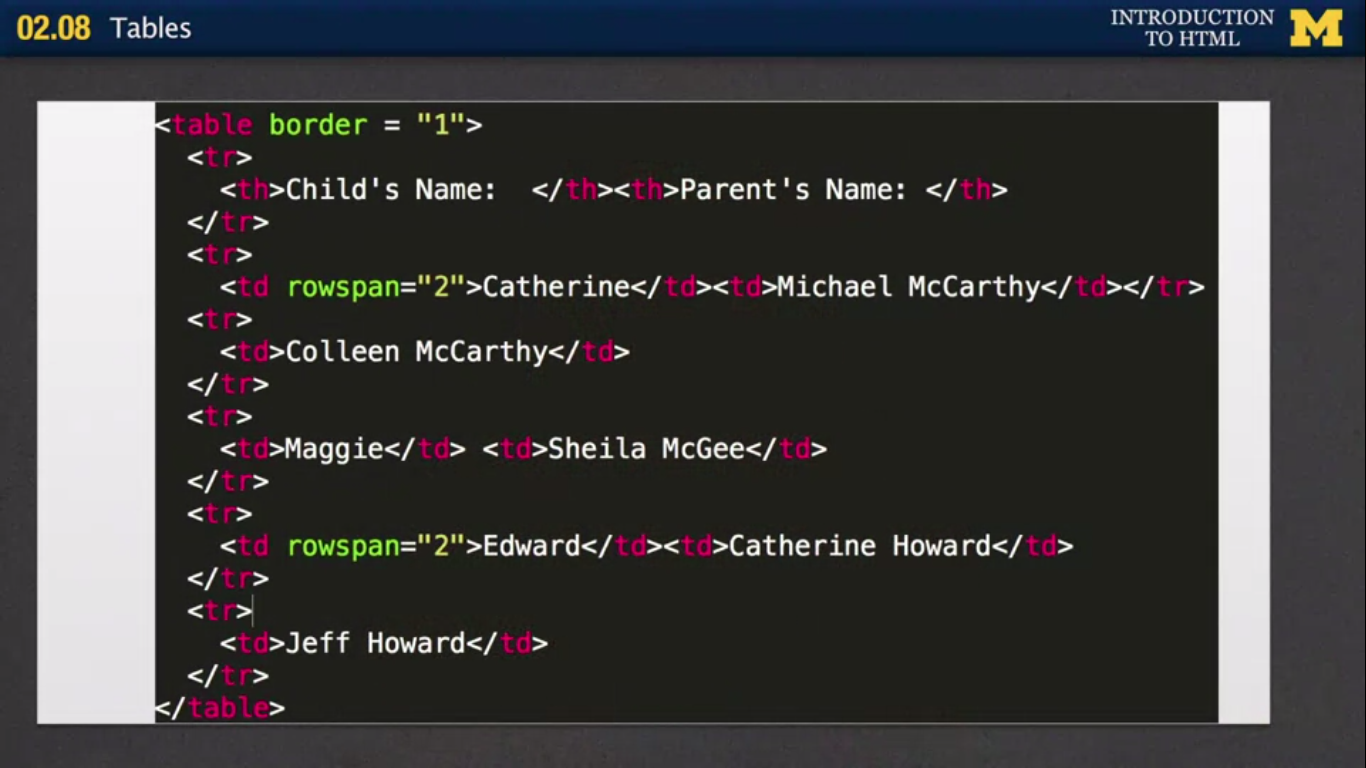 02.08 Tables
INTRODUCTION
TO HTML
M
<table border = "1">
<tr>
<th>Child's Name:  </th><th>Parent's Name: </th>
</tr>
<tr>
<td rowspan="2">Catherine</td><td>Michael McCarthy</td></tr>
<tr>
<td>Colleen McCarthy</td>
</tr>
<tr>
<td>Maggie</td> <td>Sheila McGee</td>
</tr>
<tr>
<td rowspan="2">Edward</td><td>Catherine Howard</td>
</tr>
<tr>
<td>Jeff Howard</td>
</tr>
</table>